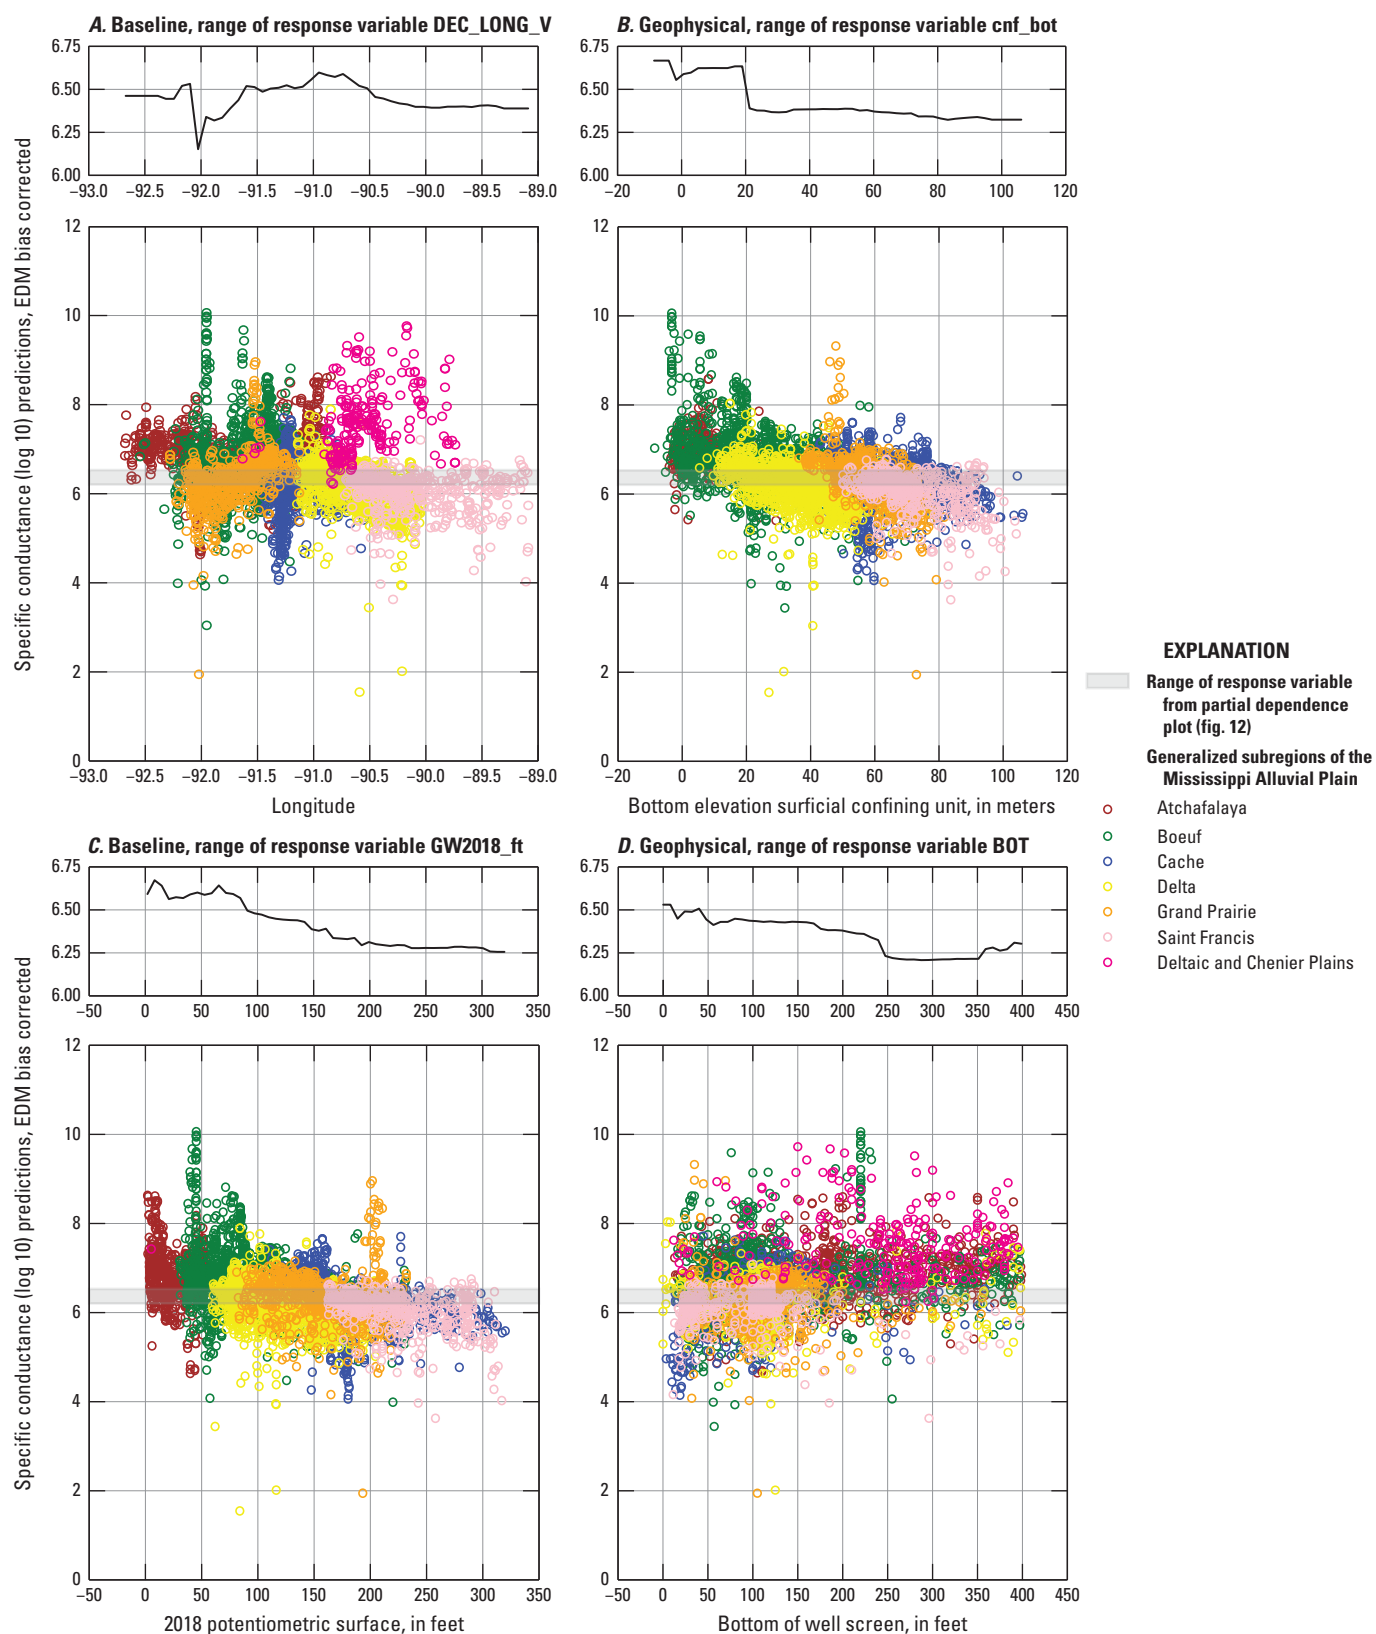 A. Baseline, range of response variable DEC_LONG_V
6.75
6.50
6.25
6.00
−93.0 −92.5 −92.0 −91.5 −91.0 −90.5 −90.0 −89.5 −89.0
B. Geophysical, range of response variable cnf_bot
6.75
6.50
6.25
6.00
−20 0 20 40 60 80 100 120
Specific conductance (log 10) predictions, EDM bias corrected
12
10
8
6
4
2
0
−93.0 −92.5 −92.0 −91.5 −91.0 −90.5 −90.0 −89.5 −89.0
Longitude
12
10
8
6
4
2
0
−20 0 20 40 60 80 100 120
Bottom elevation surficial confining unit, in meters
EXPLANATION
Range of response variable
from partial dependence
plot (fig. 12)
Generalized subregions of the
Mississippi Alluvial Plain
Atchafalaya
Boeuf
Cache
Delta
Grand Prairie
Saint Francis
Deltaic and Chenier Plains
C. Baseline, range of response variable GW2018_ft
6.75
6.50
6.25
6.00
−50 0 50 100 150 200 250 300 350
D. Geophysical, range of response variable BOT
6.75
6.50
6.25
6.00
−50 0 50 100 150 200 250 300 350 400 450
Specific conductance (log 10) predictions, EDM bias corrected
12
10
8
6
4
2
0
−50 0 50 100 150 200 250 300 350
2018 potentiometric surface, in feet
12
10
8
6
4
2
0
−50 0 50 100 150 200 250 300 350 400 450
Bottom of well screen, in feet